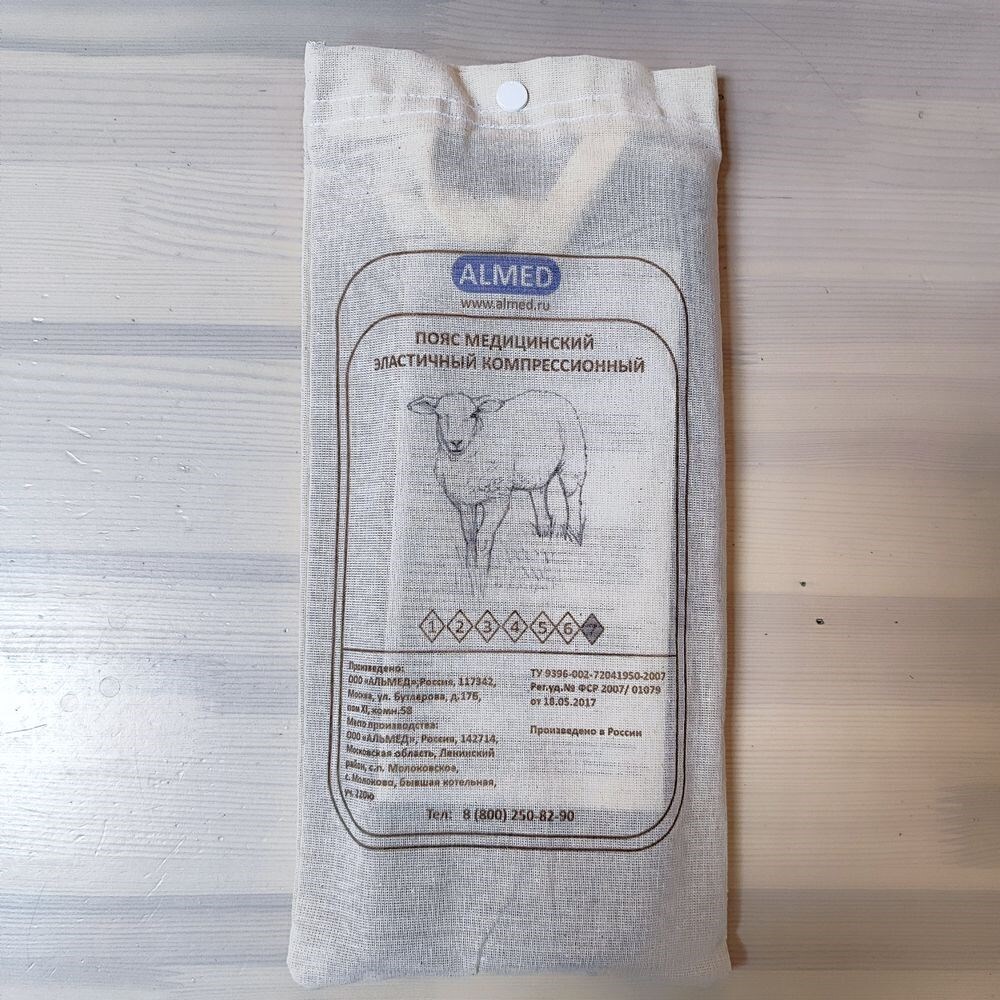 ALMED
www.almed.ru
ПОЯС МЕДИЦИНСКИЙ
ЭЛАСТИЧНЫЙ КОМПРЕССИОННЫЙ
1 2 3 4 5 6 7
Произведено:
ООО «АЛЬМЕД»,Россия, 117342,
Москва, ул. Бутлерова, д.17Б,
пом XI, комн.58
Место производства:
ООО «АЛЬМЕД», Россия, 142714,
Московская область, Ленинский
район, с.п. Молоковское,
с. Молоково, бывшая котельная,
уч. 220ю
ТУ 9396-002-72041950-2007
Рег.уд.№ ФСР 2007/ 01079
от 18.05.2017
Произведено в России
Тел: 8 (800) 250-82-90